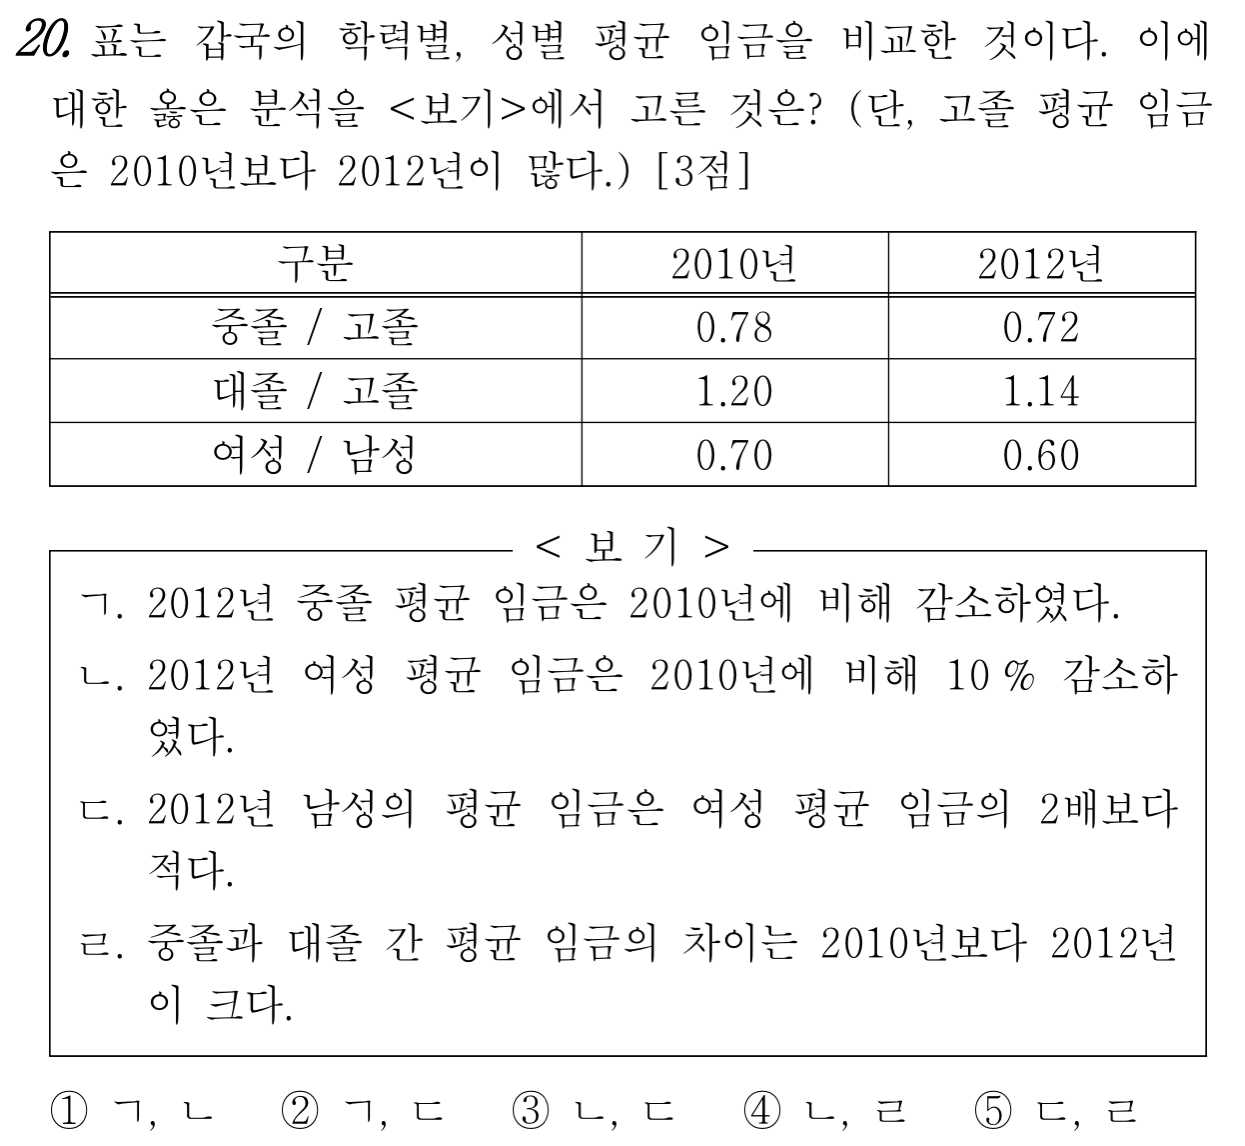 20. 표는 갑국의 학력별, 성별 평균 임금을 비교한 것이다. 이에
대한 옳은 분석을 <보기>에서 고른 것은? (단, 고졸 평균 임금
은 2010년보다 2012년이 많다.) [3점]
구분 2010년 2012년
중졸 / 고졸 0.78 0.72
대졸 / 고졸 1.20 1.14
여성 / 남성 0.70 0.60
< 보 기 >
ㄱ. 2012년 중졸 평균 임금은 2010년에 비해 감소하였다.
ㄴ. 2012년 여성 평균 임금은 2010년에 비해 10 % 감소하
였다.
ㄷ. 2012년 남성의 평균 임금은 여성 평균 임금의 2배보다
적다.
ㄹ. 중졸과 대졸 간 평균 임금의 차이는 2010년보다 2012년
이 크다.
① ㄱ, ㄴ ② ㄱ, ㄷ ③ ㄴ, ㄷ ④ ㄴ, ㄹ ⑤ ㄷ, ㄹ